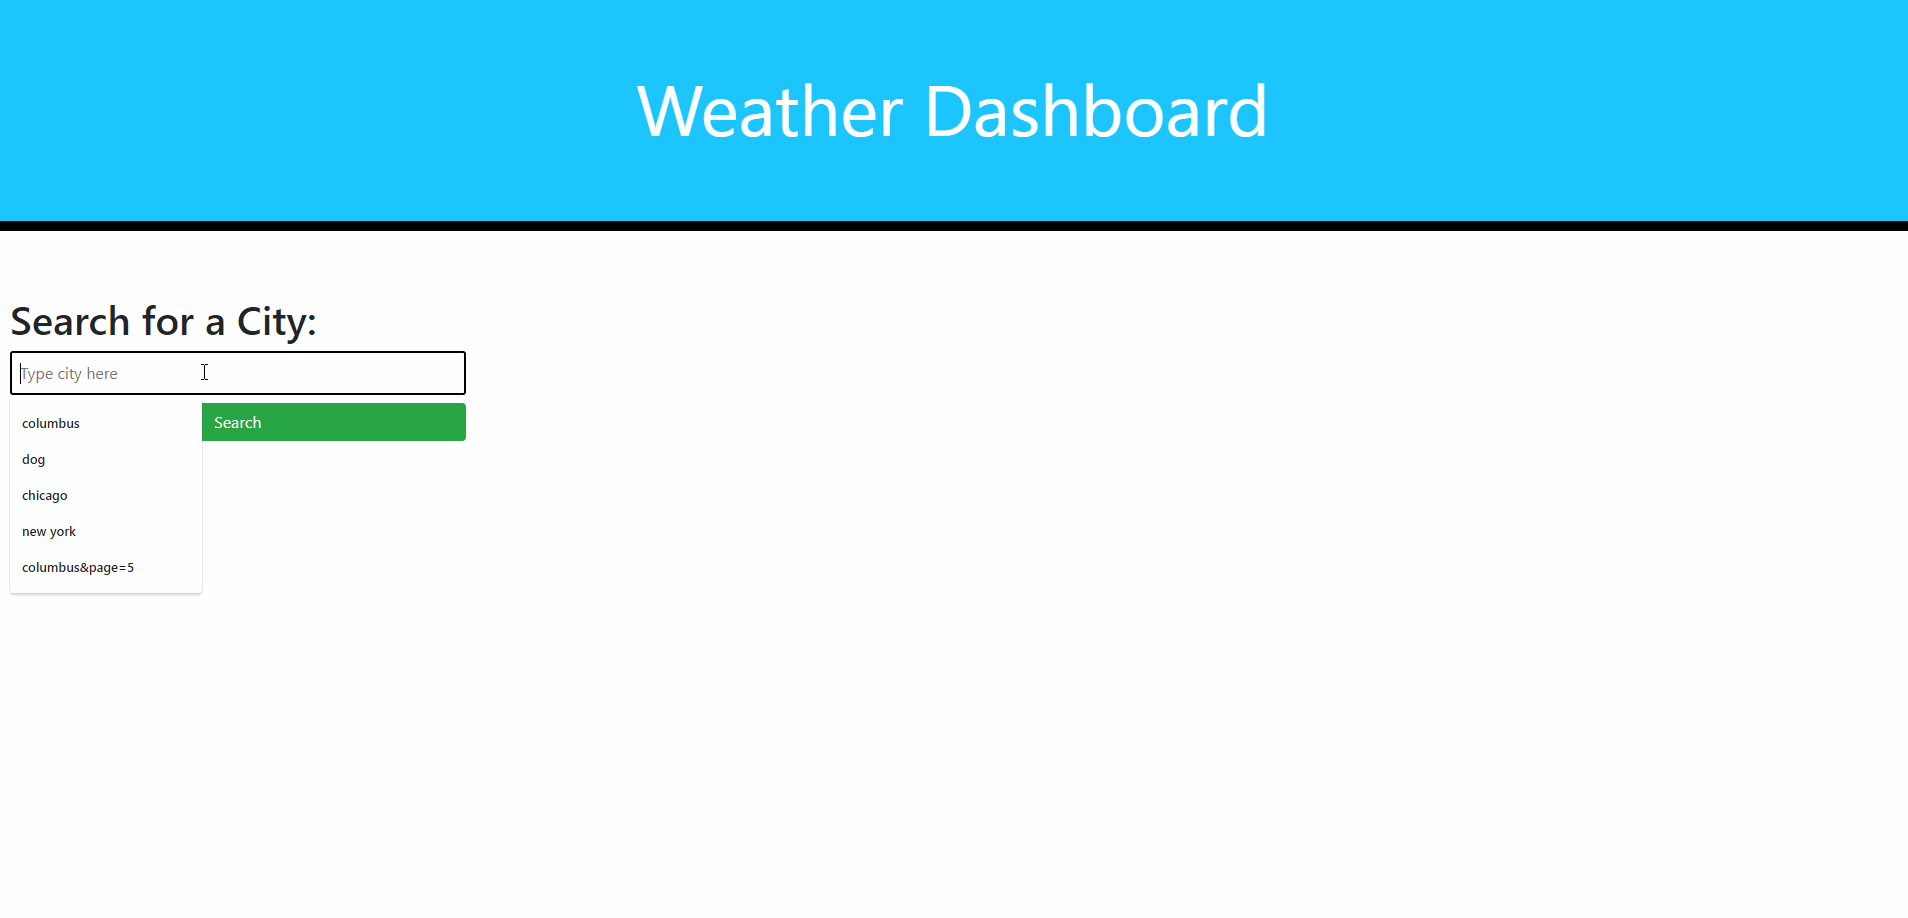 Weather Dashboard
Search for a City:
Type city here
Search
columbus
dog
chicago
new york
columbus&page=5